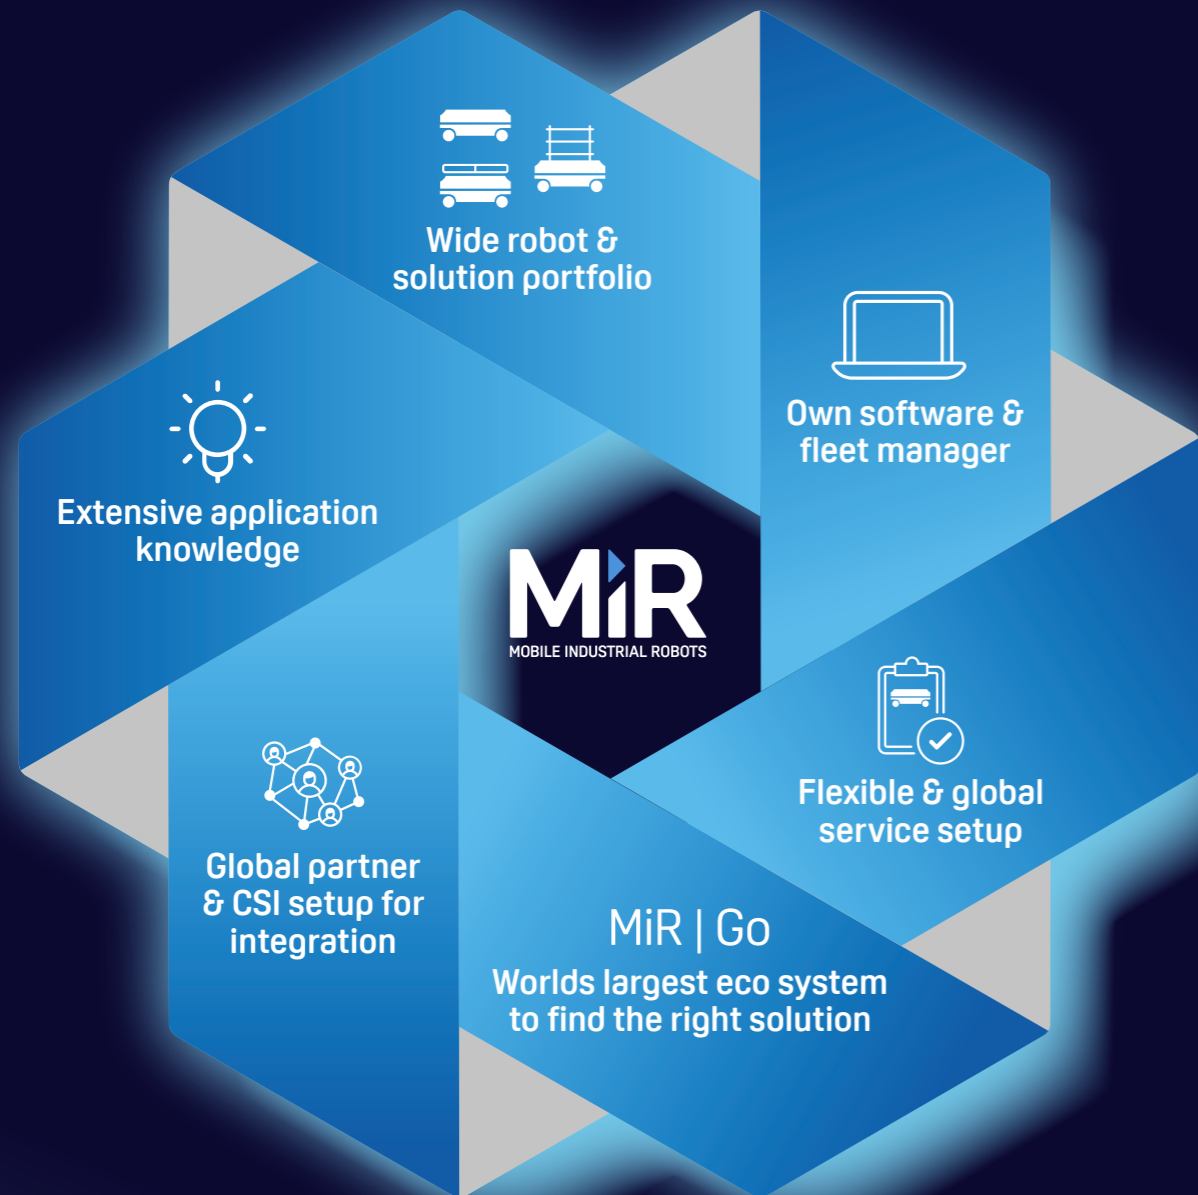 Wide robot &
solution portfolio
Own software &
fleet manager
Extensive application
knowledge
MiR
MOBILE INDUSTRIAL ROBOTS
Flexible & global
service setup
Global partner
& CSI setup for
integration
MiR | Go
Worlds largest eco system
to find the right solution